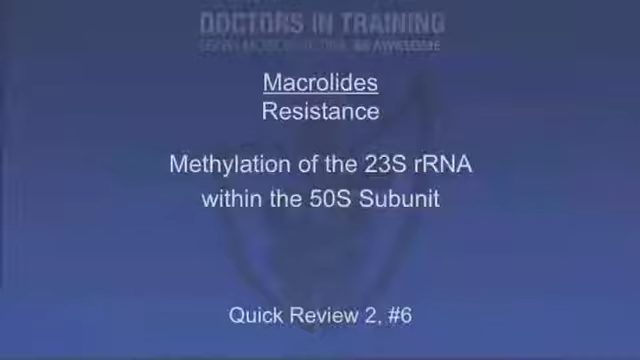 DOCTORS IN TRAINING
Macrolides
Resistance
Methylation of the 23S rRNA
within the 50S Subunit
Quick Review 2, #6